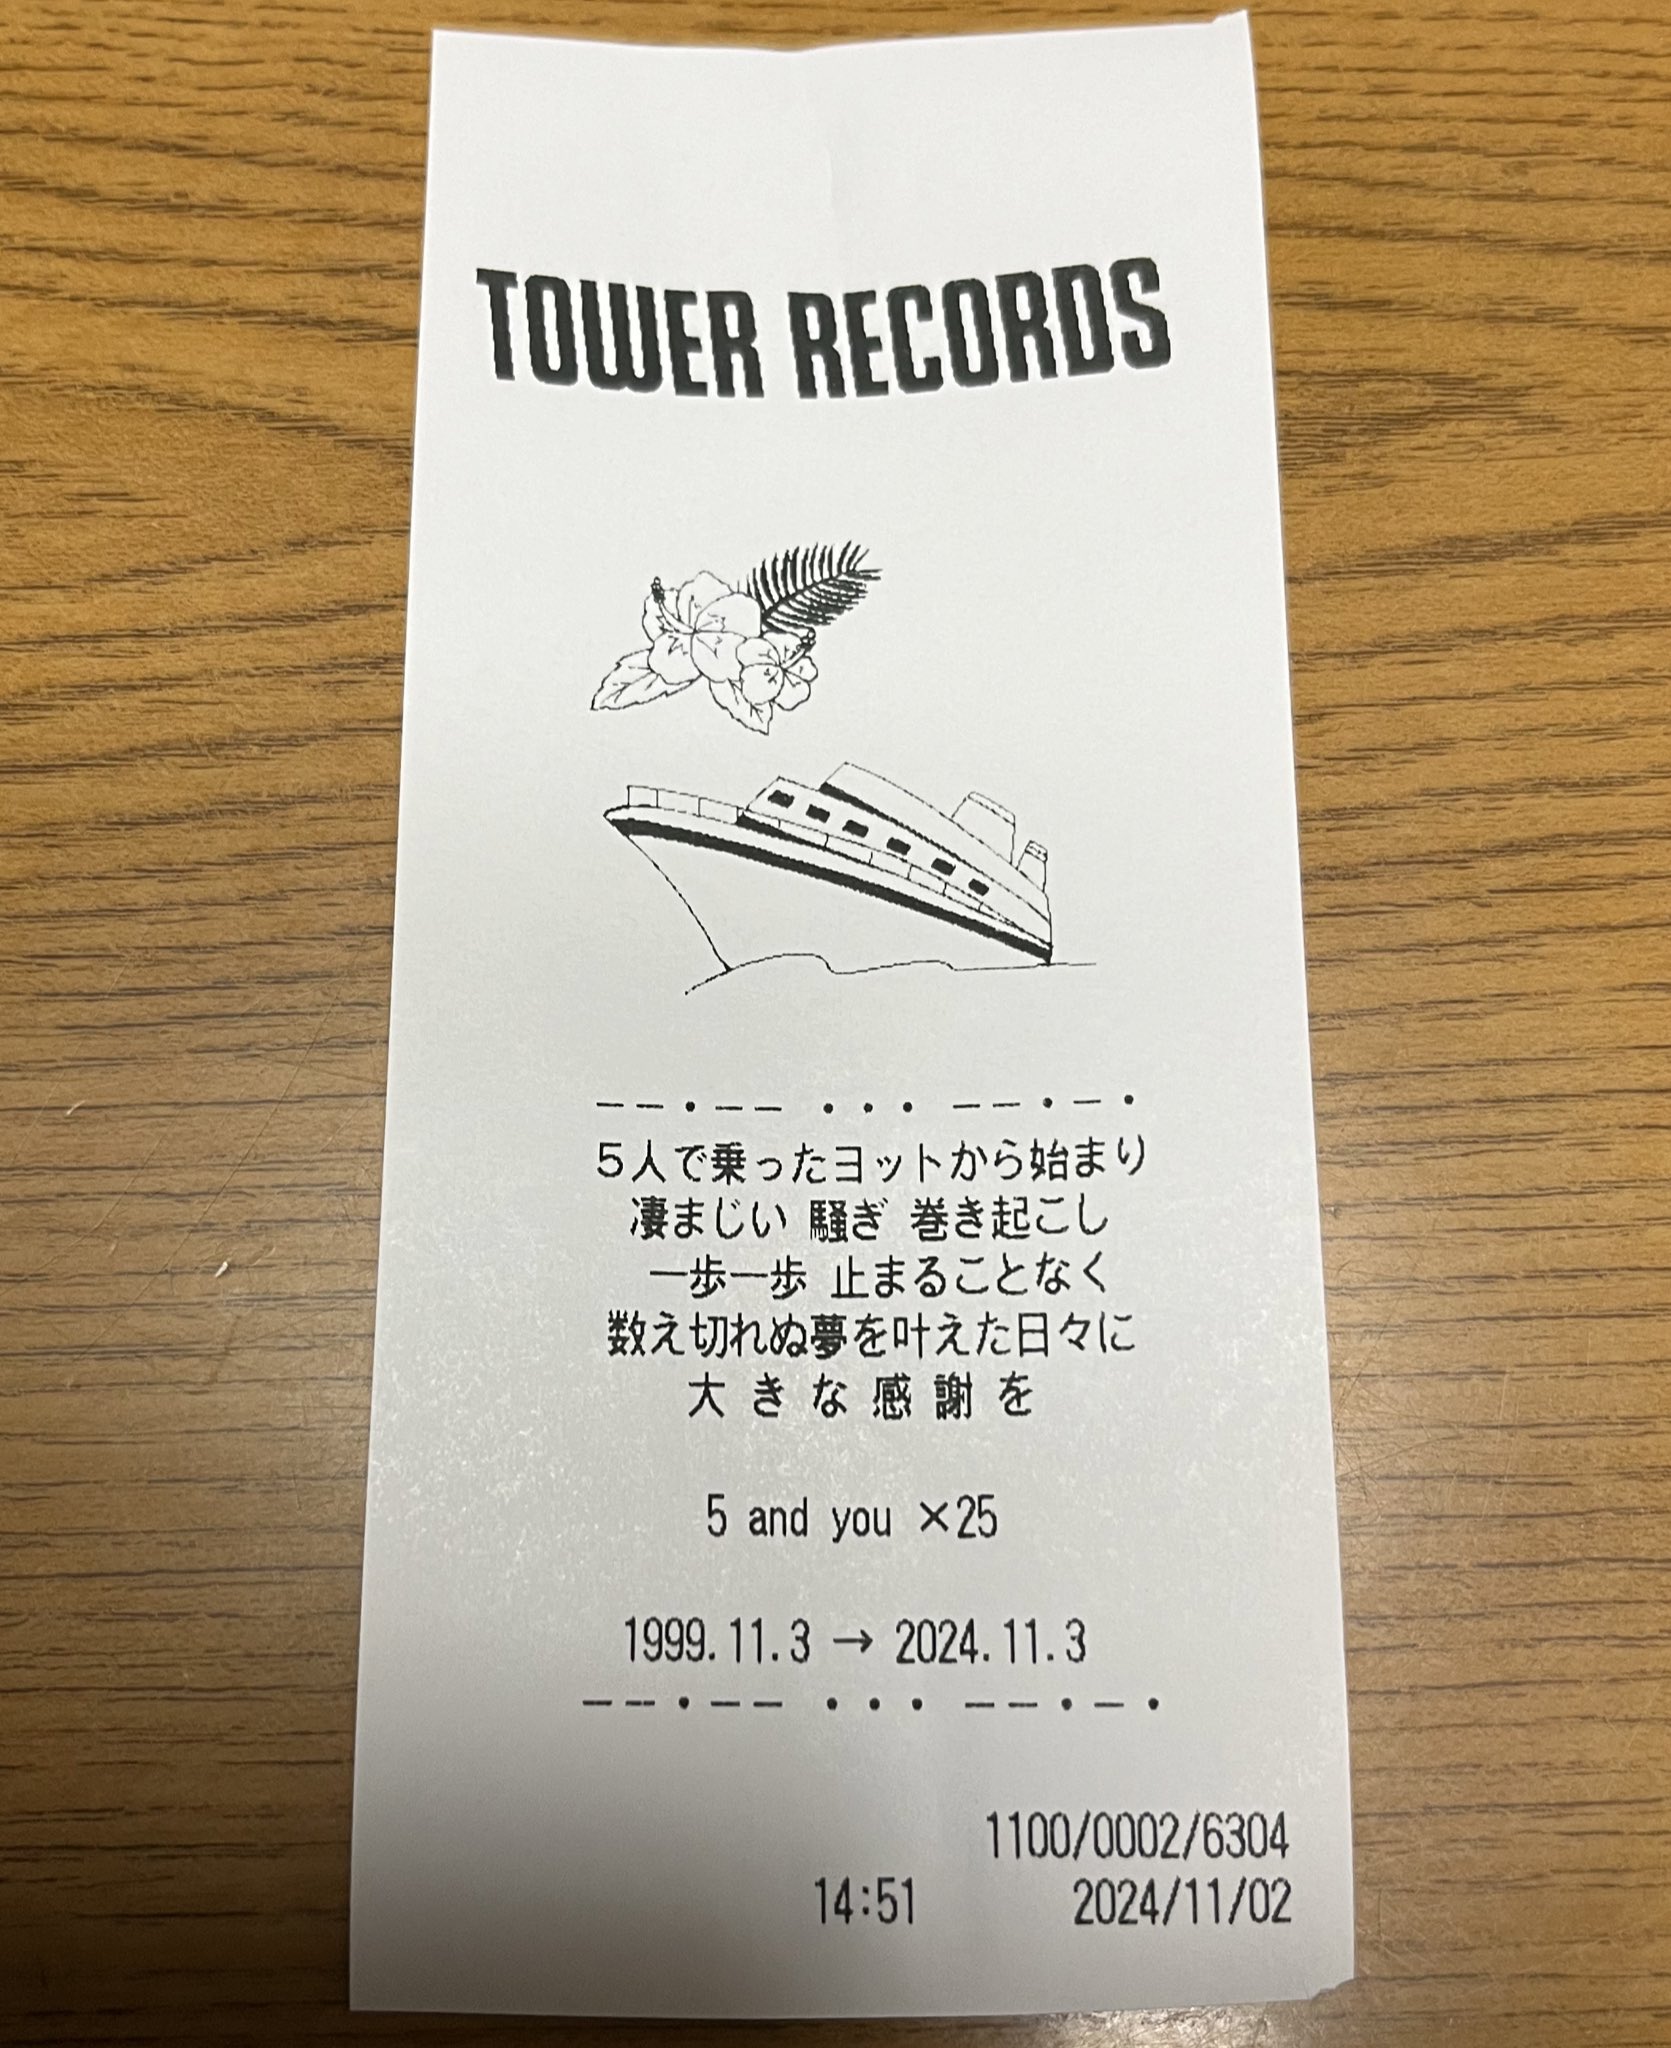 TOWER RECORDS
――・―― ・・・ ――・―・
5人で乗ったヨットから始まり
凄まじい 騒ぎ 巻き起こし
一歩一歩 止まることなく
数え切れぬ夢を叶えた日々に
大きな感謝を
5 and you ×25
1999.11.3 → 2024.11.3
――・―― ・・・ ――・―・
1100/0002/6304
14:51 2024/11/02